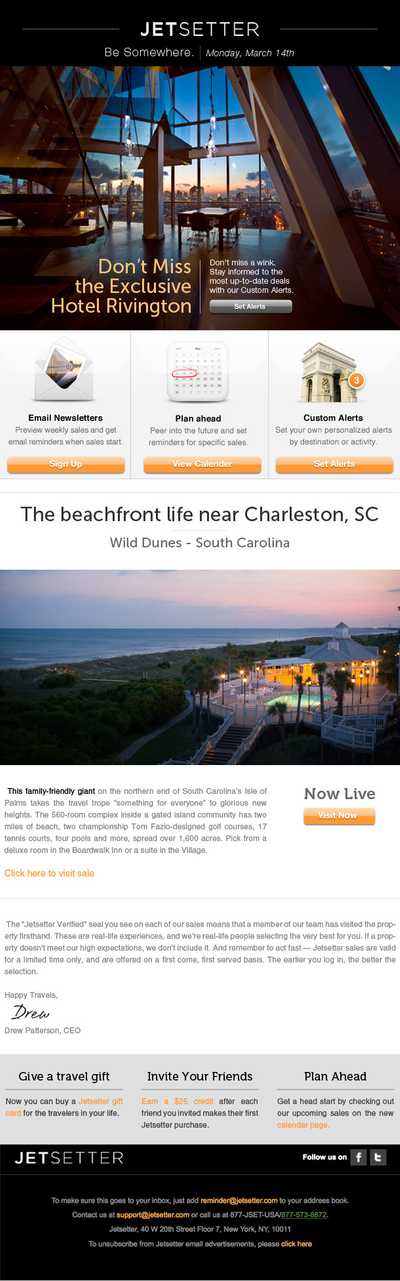 JETSETTER
Be Somewhere. Monday, March 14th
Don't Miss
the Exclusive
Hotel Rivington
Don't miss a wink.
Stay informed to the
most up-to-date deals
with our Custom Alerts.
Set Alerts
Email Newsletters
Preview weekly sales and get
email reminders when sales start.
Sign Up
Plan ahead
Peer into the future and set
reminders for specific sales.
View Calender
3
Custom Alerts
Set your own personalized alerts
by destination or activity.
Set Alerts
The beachfront life near Charleston, SC
Wild Dunes - South Carolina
This family-friendly giant on the northern end of South Carolina's Isle of
Palms takes the travel trope "something for everyone" to glorious new
heights. The 560-room complex inside a gated island community has two
miles of beach, two championship Tom Fazio-designed golf courses, 17
tennis courts, four pools and more, spread over 1,600 acres. Pick from a
deluxe room in the Boardwalk Inn or a suite in the Village.
Click here to visit sale
Now Live
Visit Now
The "Jetsetter Verified" seal you see on each of our sales means that a member of our team has visited the prop-
erty firsthand. These are real-life experiences, and we're real-life people selecting the very best for you. If a prop-
erty doesn't meet our high expectations, we don't include it. And remember to act fast — Jetsetter sales are valid
for a limited time only, and are offered on a first come, first served basis. The earlier you log in, the better the
selection.
Happy Travels,
Drew
Drew Patterson, CEO
Give a travel gift
Now you can buy a Jetsetter gift
card for the travelers in your life.
Invite Your Friends
Earn a $25 credit after each
friend you invited makes their first
Jetsetter purchase.
Plan Ahead
Get a head start by checking out
our upcoming sales on the new
calendar page.
JETSETTER
Follow us on f t
To make sure this goes to your inbox, just add reminder@jetsetter.com to your address book.
Contact us at support@jetsetter.com or call us at 877-JSET-USA/877-573-8872.
Jetsetter, 40 W 20th Street Floor 7, New York, NY, 10011
To unsubscribe from Jetsetter email advertisements, please click here